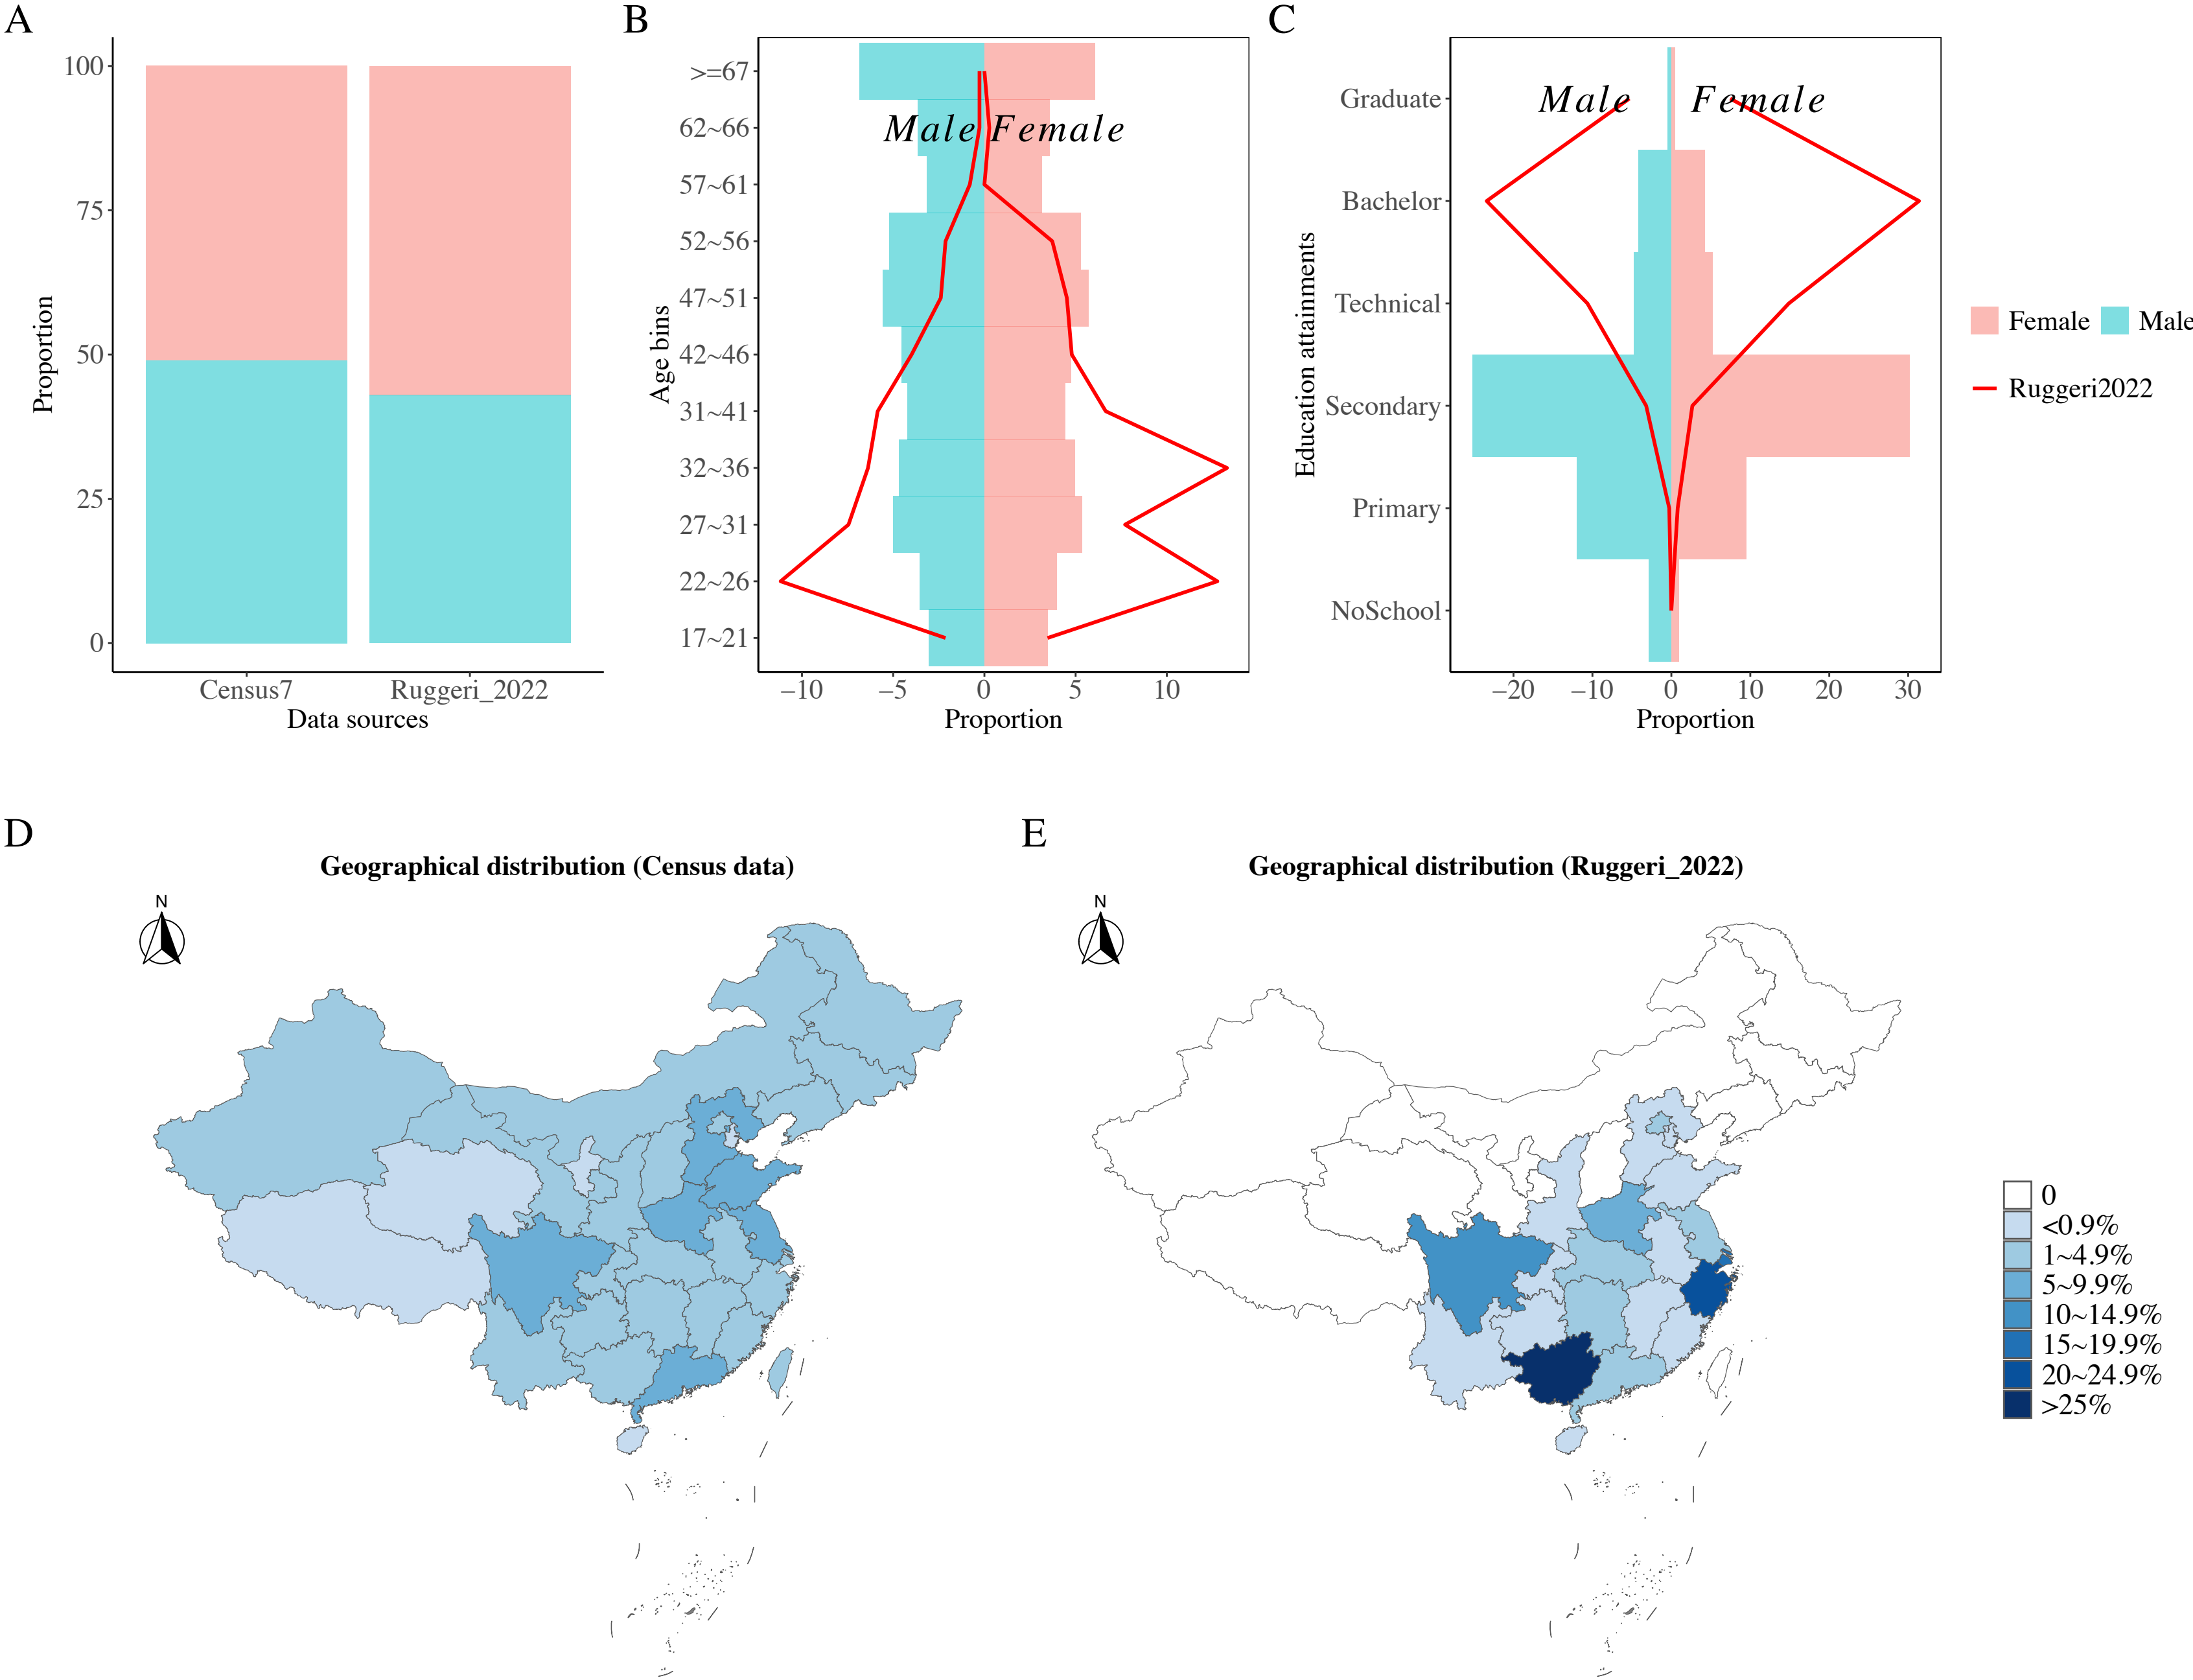 A
Proportion
100
75
50
25
0
Census7
Ruggeri_2022
Data sources
B
Age bins
>=67
62~66
57~61
52~56
47~51
42~46
31~41
32~36
27~31
22~26
17~21
Male
Female
−10
−5
0
5
10
Proportion
C
Education attainments
Graduate
Bachelor
Technical
Secondary
Primary
NoSchool
Male
Female
−20
−10
0
10
20
30
Proportion
Female
Male
Ruggeri2022
D
Geographical distribution (Census data)
N
E
Geographical distribution (Ruggeri_2022)
N
0
<0.9%
1~4.9%
5~9.9%
10~14.9%
15~19.9%
20~24.9%
>25%